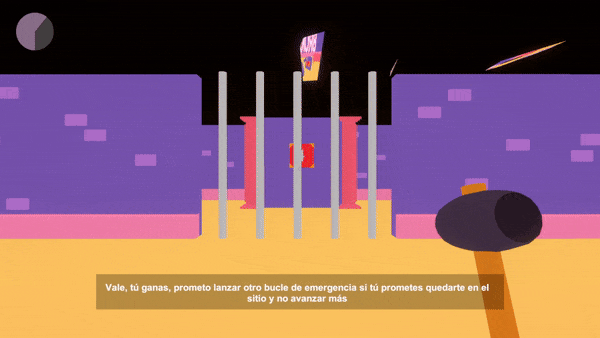 Vale, tú ganas, prometo lanzar otro bucle de emergencia si tú prometes quedarte en el
sitio y no avanzar más